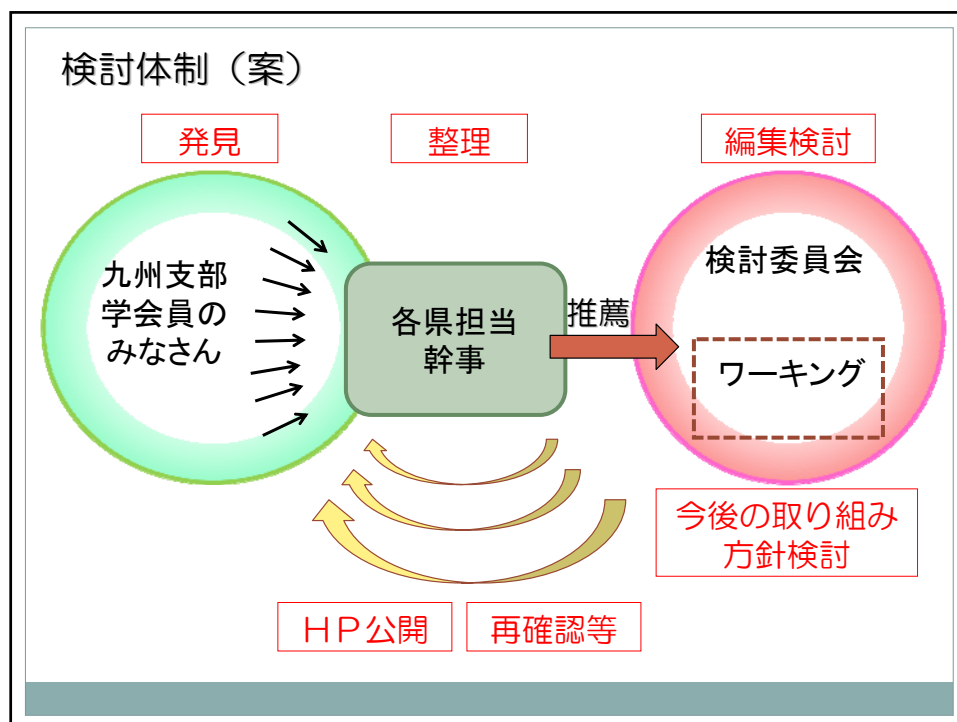 検討体制（案）
発見
整理
編集検討
九州支部
学会員の
みなさん
各県担当
幹事
推薦
検討委員会
ワーキング
今後の取り組み
方針検討
ＨＰ公開
再確認等